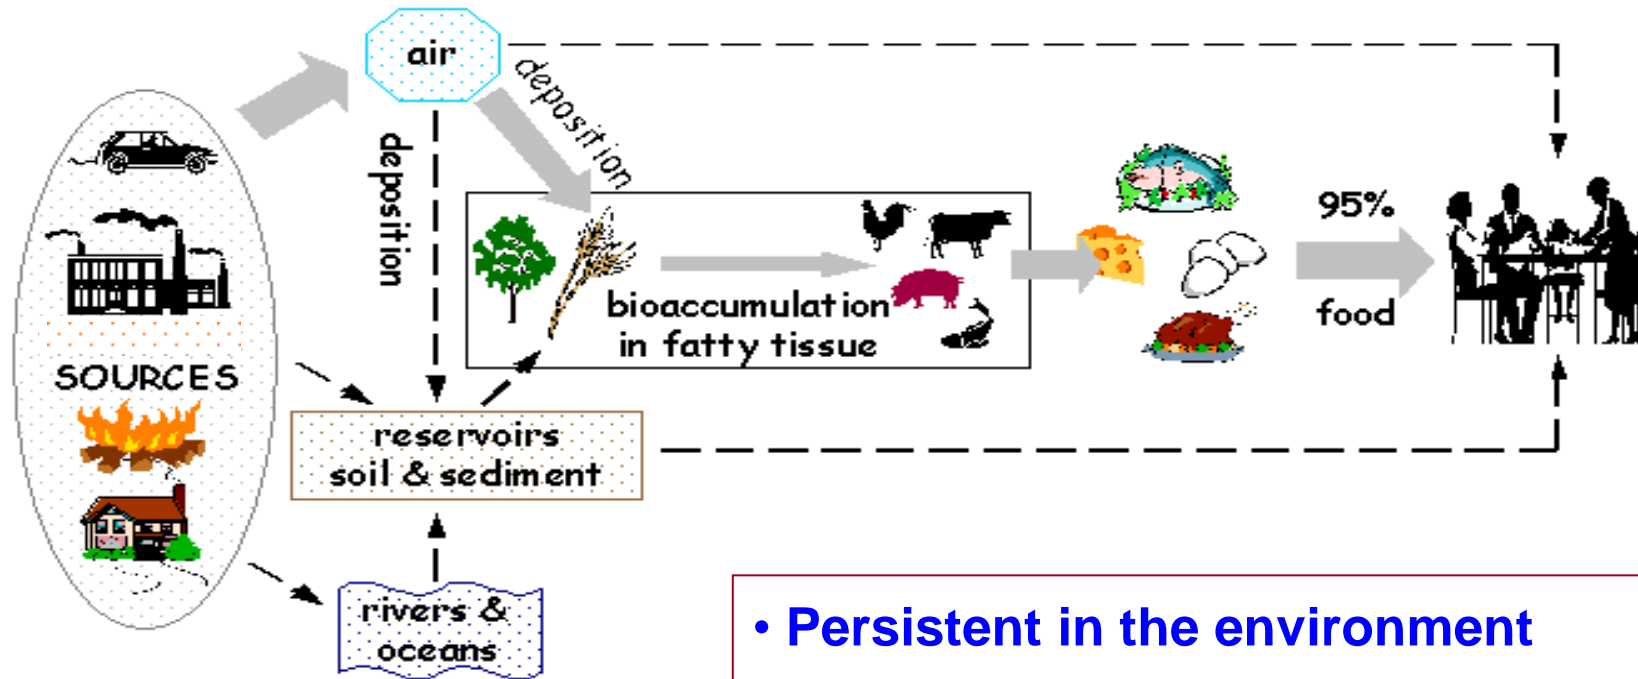 air
deposition
deposition
SOURCES
bioaccumulation
in fatty tissue
95%
food
reservoirs
soil & sediment
rivers &
oceans
• Persistent in the environment